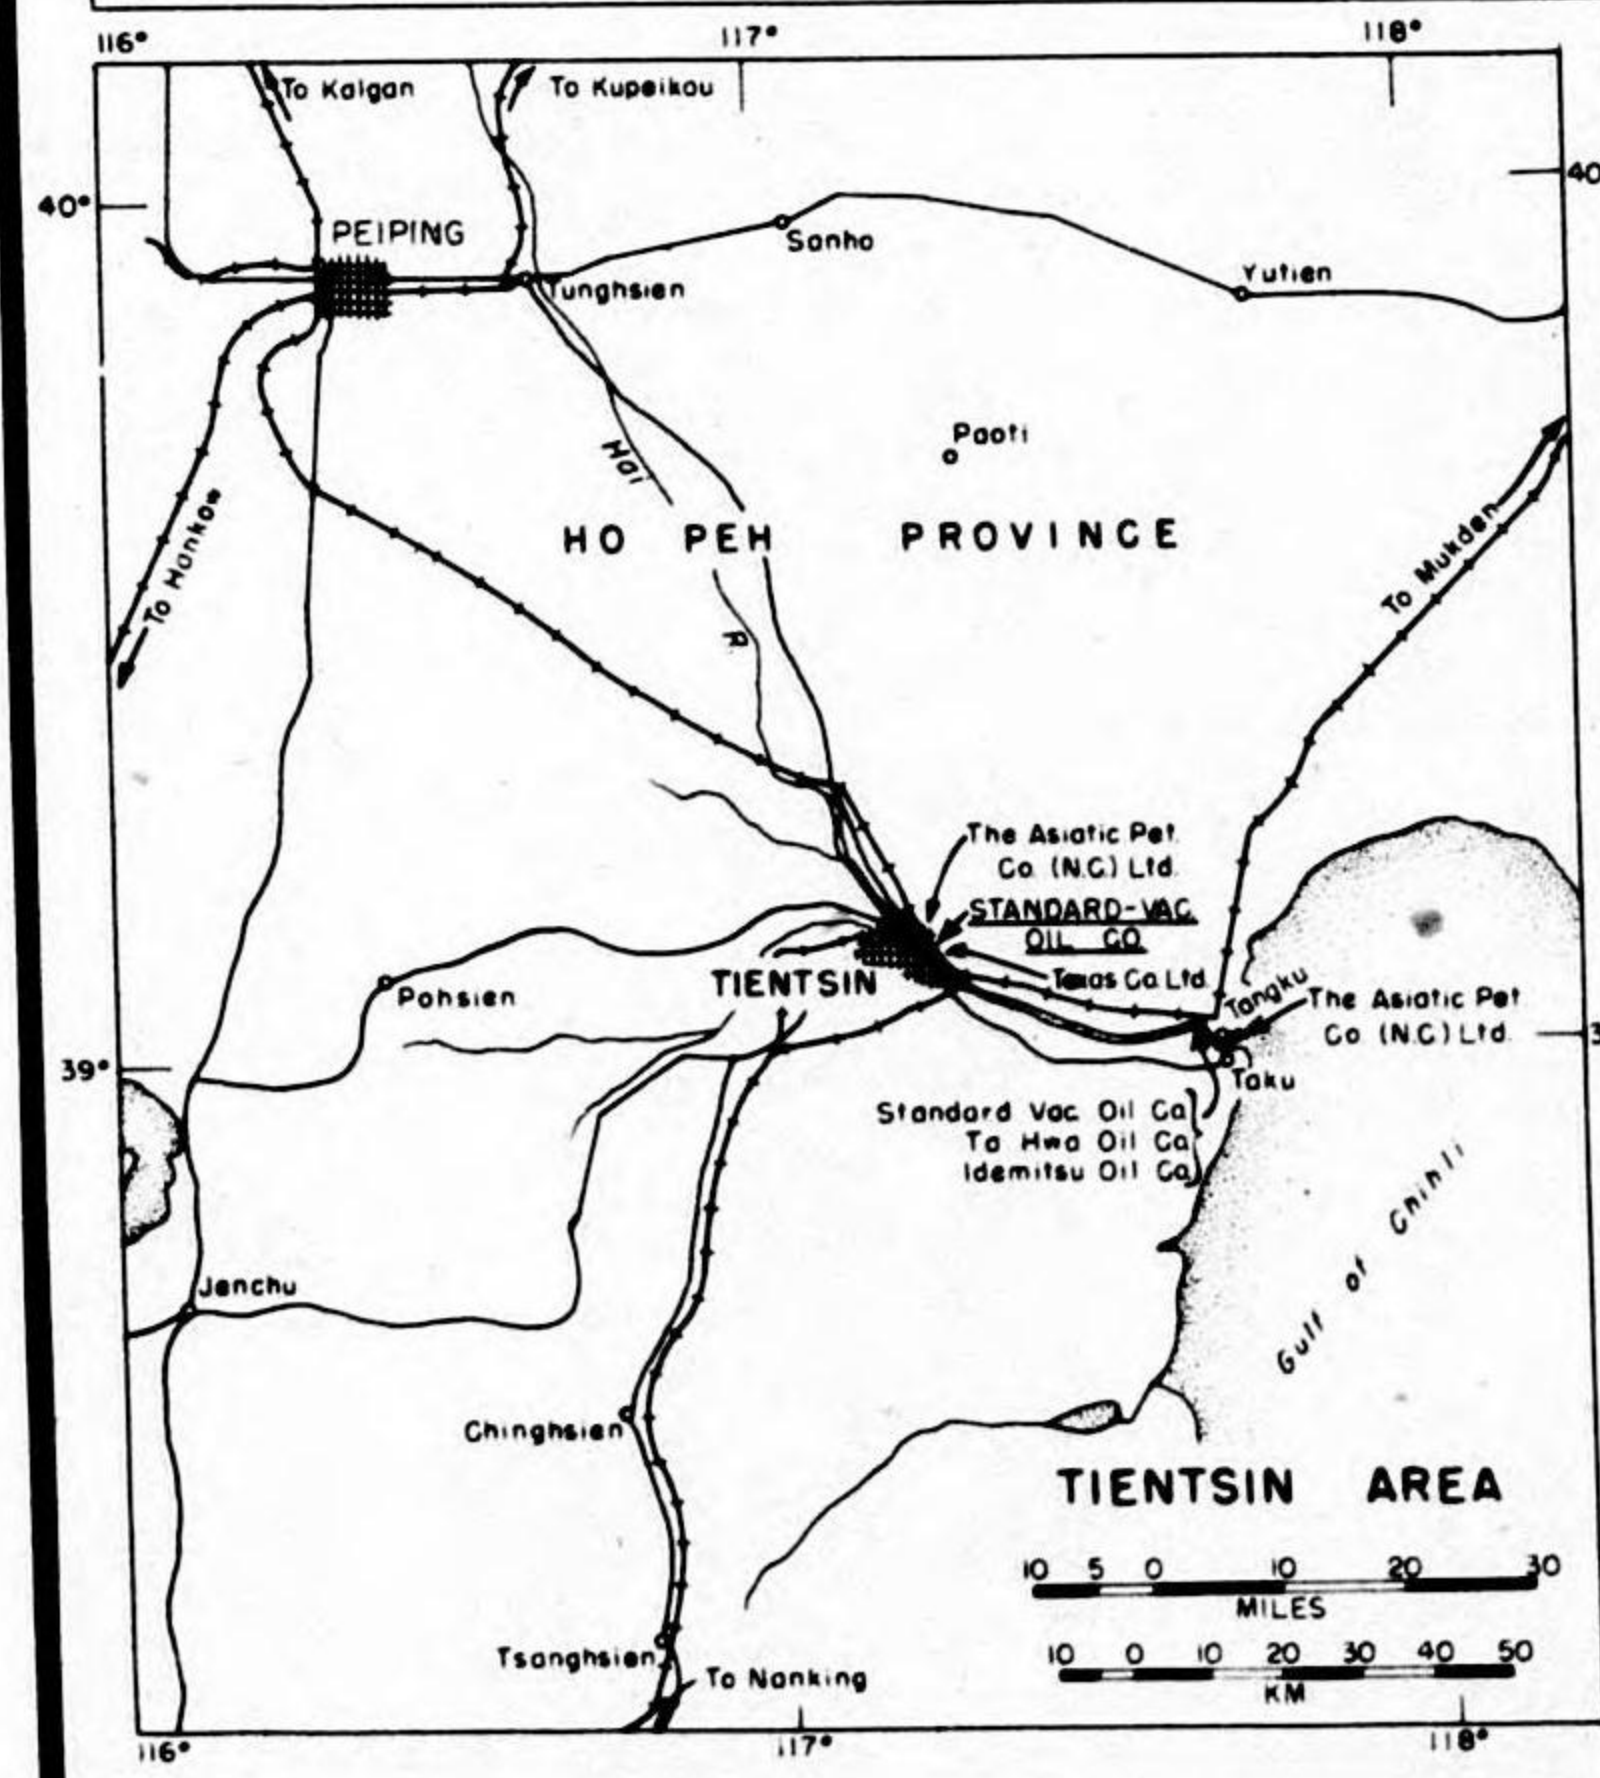 116° 117° 118°
To Kalgan
To Kupeikou
40°
40
PEIPING
Sanho
Tunghsien
Yutien
Paoti
Hai
HO PEH PROVINCE
To Hankow
To Mukden
R
The Asiatic Pet.
Co. (N.C.) Ltd.
STANDARD-VAC.
OIL CO.
TIENTSIN
Texas Co. Ltd.
Tangku
Pohsien
The Asiatic Pet.
Co. (N.C.) Ltd.
39°
3
Taku
Standard Vac Oil Co.
Ta Hwa Oil Co.
Idemitsu Oil Co.
Gulf of Chihli
Jenchu
Chinghsien
TIENTSIN AREA
10 5 0 10 20 30
MILES
Tsanghsien
To Nanking
10 0 10 20 30 40 50
KM
116° 117° 118°